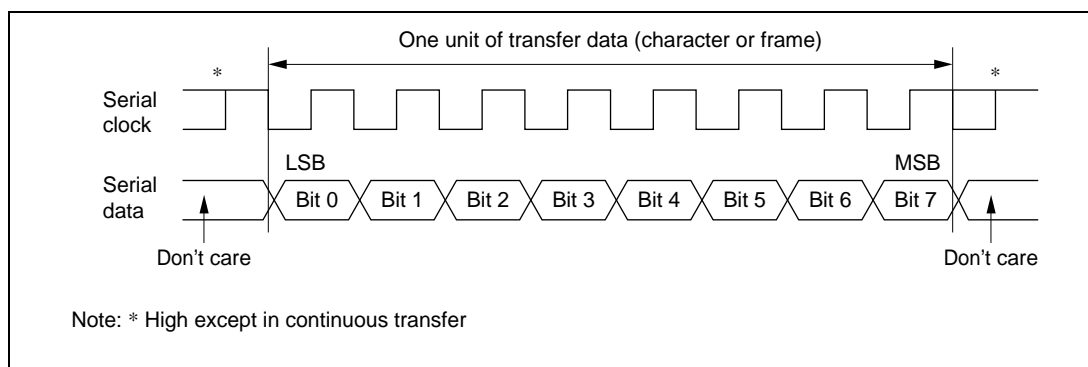 One unit of transfer data (character or frame)
* *
Serial
clock
LSB MSB
Serial
data
Bit 0 Bit 1 Bit 2 Bit 3 Bit 4 Bit 5 Bit 6 Bit 7
Don't care Don't care
Note: * High except in continuous transfer